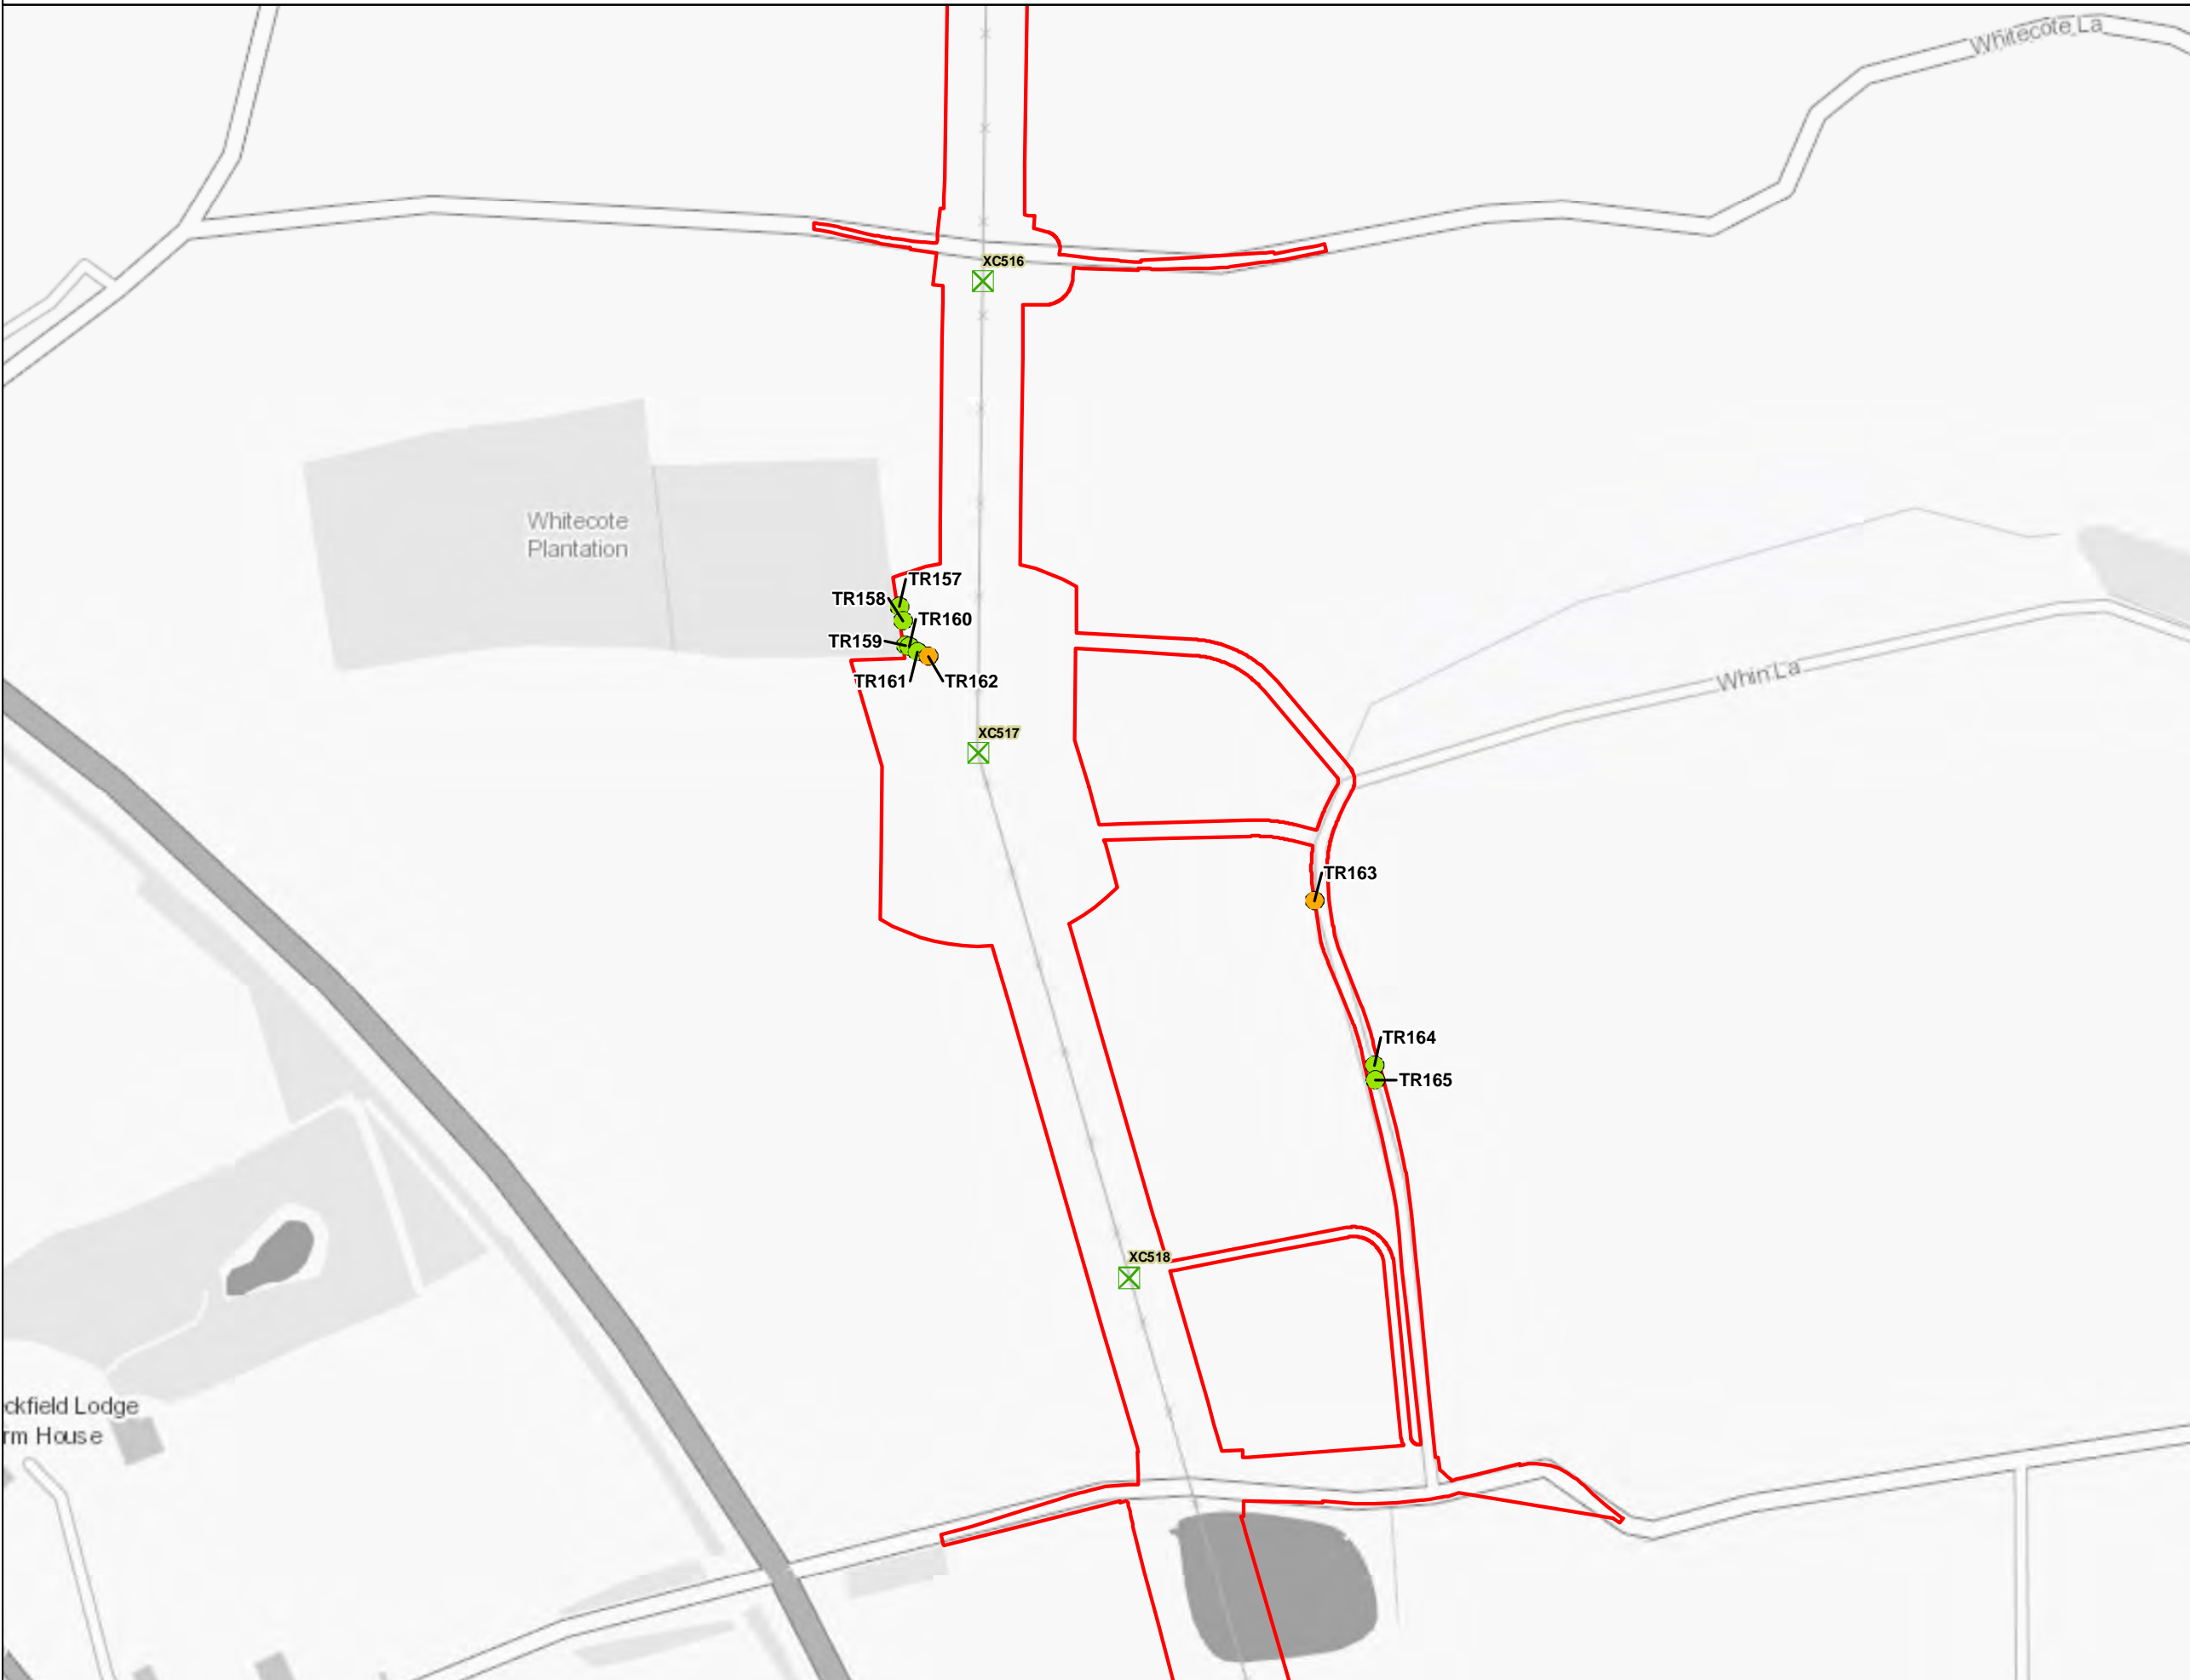 Whitecote La
XC516
Whitecote
Plantation
TR157
TR158
TR160
TR159
TR161
TR162
Whin La
XC517
TR163
TR164
TR165
XC518
ckfield Lodge
rm House